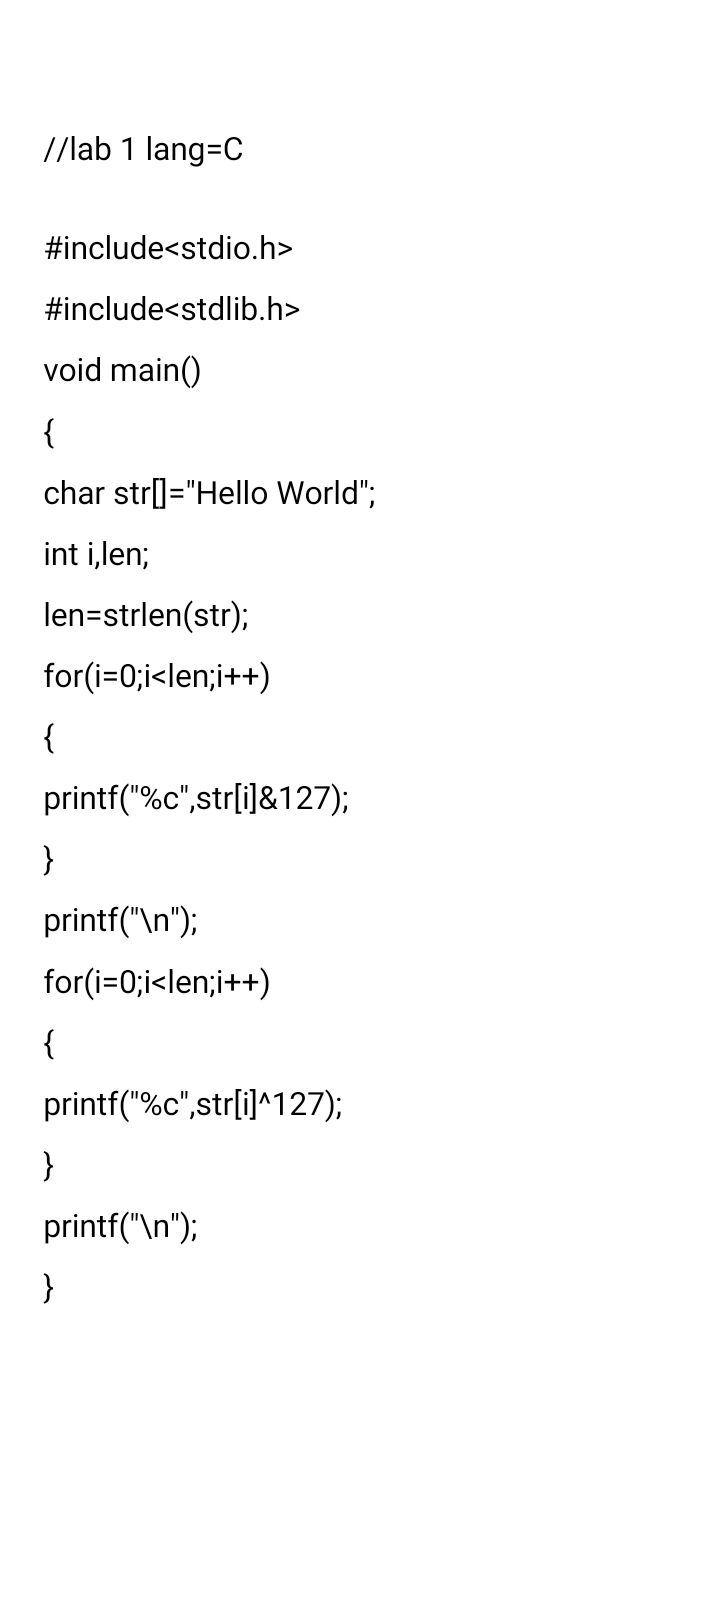 //lab 1 lang=C
#include<stdio.h>
#include<stdlib.h>
void main()
{
char str[]="Hello World";
int i,len;
len=strlen(str);
for(i=0;i<len;i++)
{
printf("%c",str[i]&127);
}
printf("\n");
for(i=0;i<len;i++)
{
printf("%c",str[i]^127);
}
printf("\n");
}